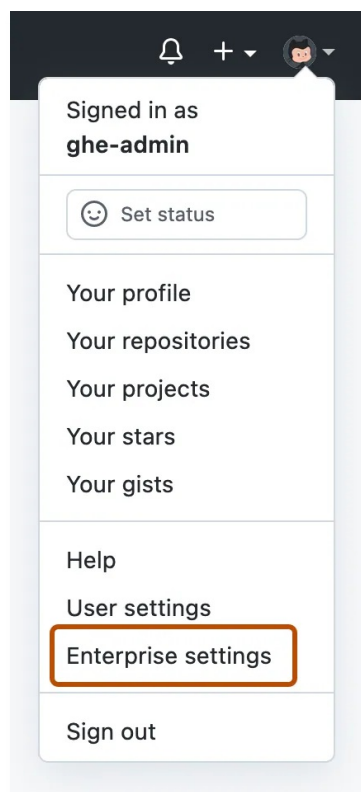 Signed in as
ghe-admin
Set status
Your profile
Your repositories
Your projects
Your stars
Your gists
Help
User settings
Enterprise settings
Sign out